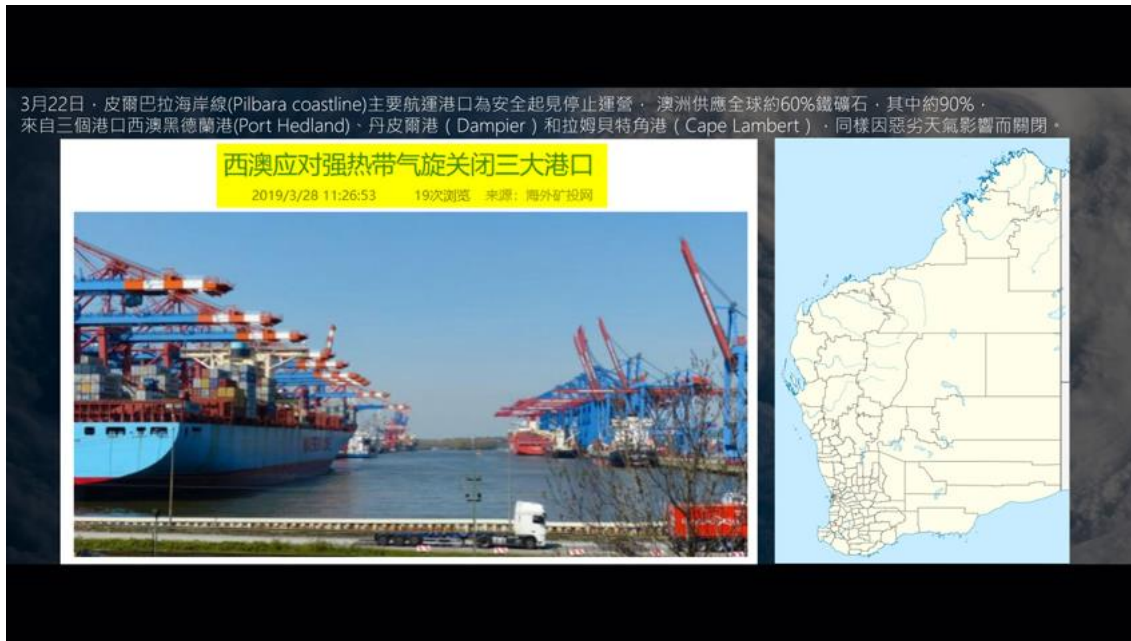 3月22日，皮爾巴拉海岸線(Pilbara coastline)主要航運港口為安全起見停止運營， 澳洲供應全球約60%鐵礦石，其中約90%，
來自三個港口西澳黑德蘭港(Port Hedland)、丹皮爾港（Dampier）和拉姆貝特角港（Cape Lambert），同樣因惡劣天氣影響而關閉。
西澳应对强热带气旋关闭三大港口
2019/3/28 11:26:53 19次浏览 来源：海外矿投网